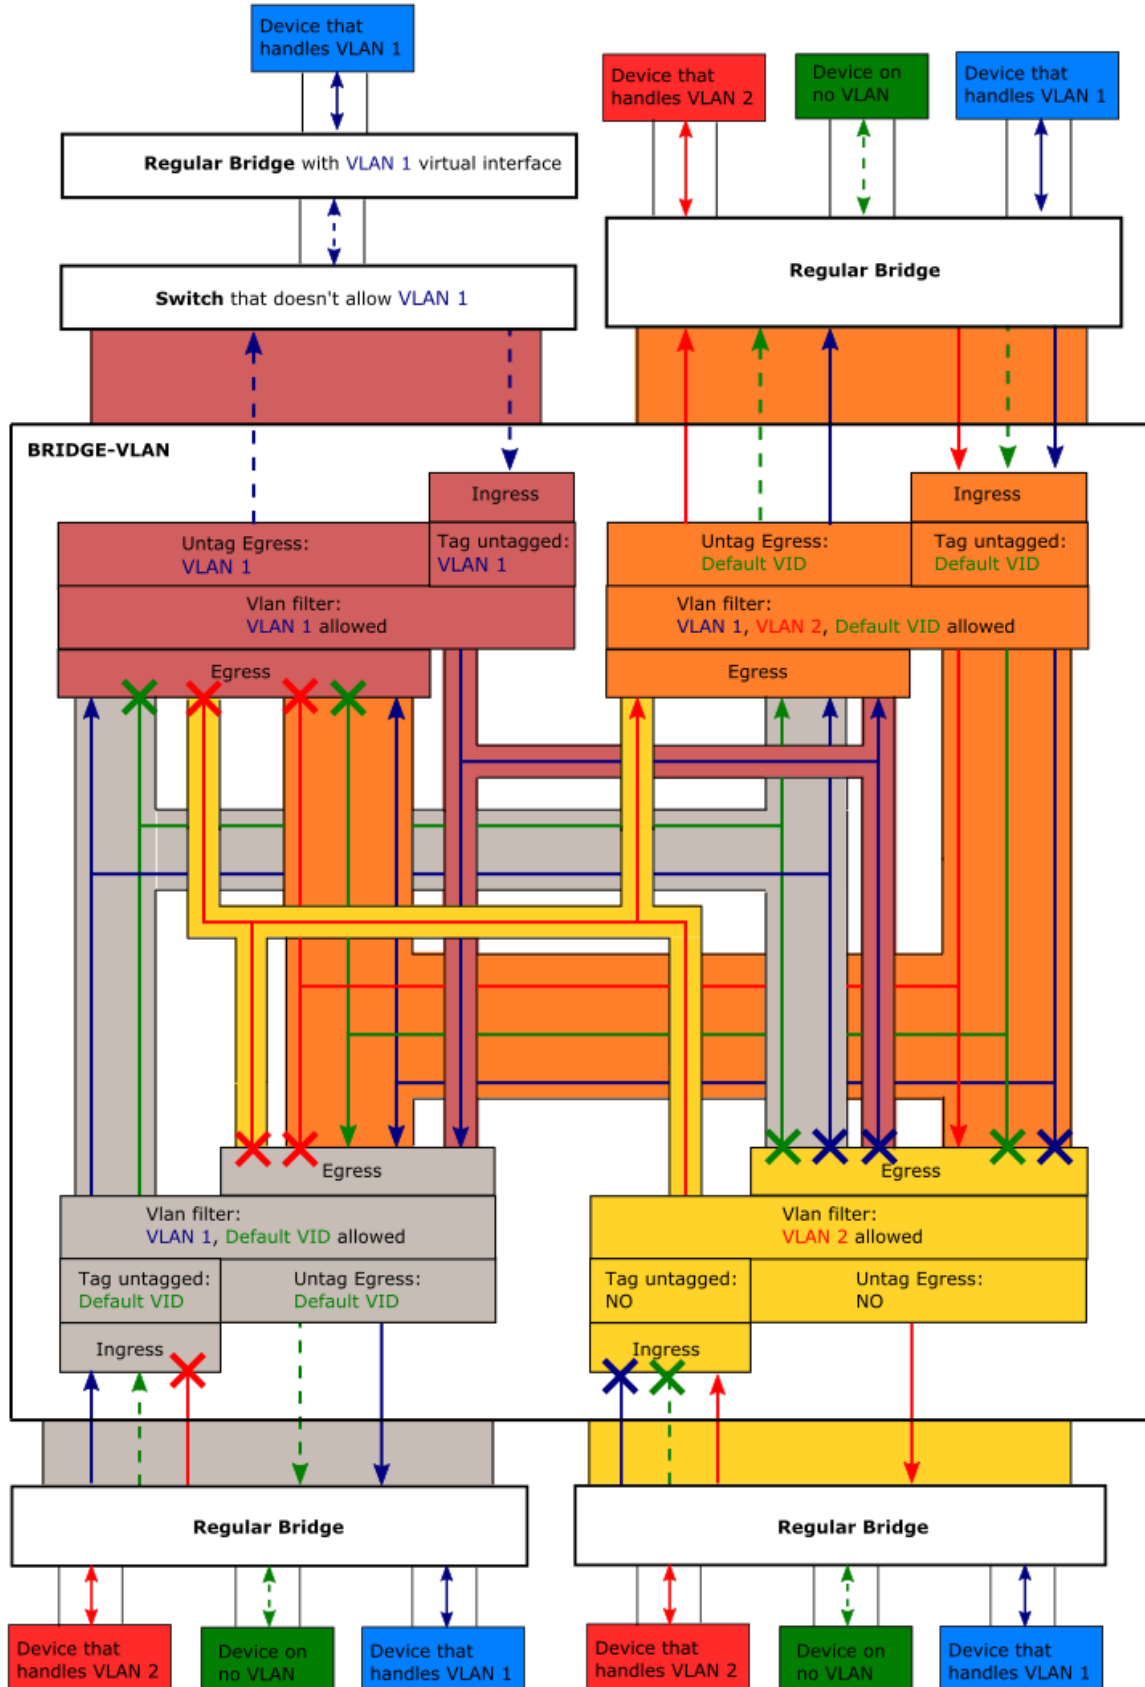 Device that
handles VLAN 1
Device that
handles VLAN 2
Device on
no VLAN
Device that
handles VLAN 1
Regular Bridge with VLAN 1 virtual interface
Switch that doesn't allow VLAN 1
Regular Bridge
BRIDGE-VLAN
Ingress
Untag Egress:
VLAN 1
Tag untagged:
VLAN 1
Vlan filter:
VLAN 1 allowed
Egress
Ingress
Untag Egress:
Default VID
Tag untagged:
Default VID
Vlan filter:
VLAN 1, VLAN 2, Default VID allowed
Egress
Egress
Vlan filter:
VLAN 1, Default VID allowed
Tag untagged:
Default VID
Untag Egress:
Default VID
Ingress
Egress
Vlan filter:
VLAN 2 allowed
Tag untagged:
NO
Untag Egress:
NO
Ingress
Regular Bridge
Regular Bridge
Device that
handles VLAN 2
Device on
no VLAN
Device that
handles VLAN 1
Device that
handles VLAN 2
Device on
no VLAN
Device that
handles VLAN 1